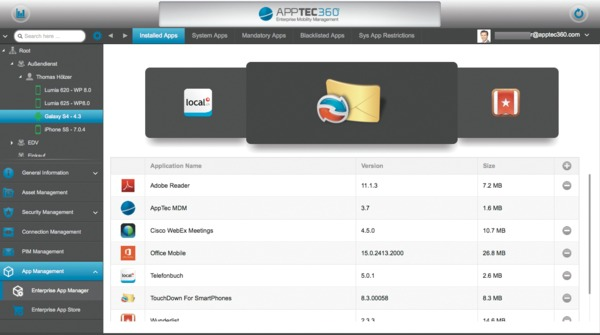 APPTEC360°
Enterprise Mobility Management
Search here...
Installed Apps
System Apps
Mandatory Apps
Blacklisted Apps
Sys App Restrictions
r@apptec360.com
Root
Außendienst
Thomas Hölzer
Lumia 620 - WP 8.0
Lumia 625 - WP8.0
Galaxy S4 - 4.3
iPhone 5S - 7.0.4
EDV
Einkauf
General Information
Asset Management
Security Management
Connection Management
PIM Management
App Management
Enterprise App Manager
Enterprise App Store
local
Application Name Version Size
Adobe Reader 11.1.3 7.2 MB
AppTec MDM 3.7 1.6 MB
Cisco WebEx Meetings 4.5.0 10.7 MB
Office Mobile 15.0.2413.2000 26.8 MB
local
Telefonbuch 5.0.1 2.6 MB
TouchDown For SmartPhones 8.3.00058 8.3 MB
Wunderlist 2.3.3 14.6 MB